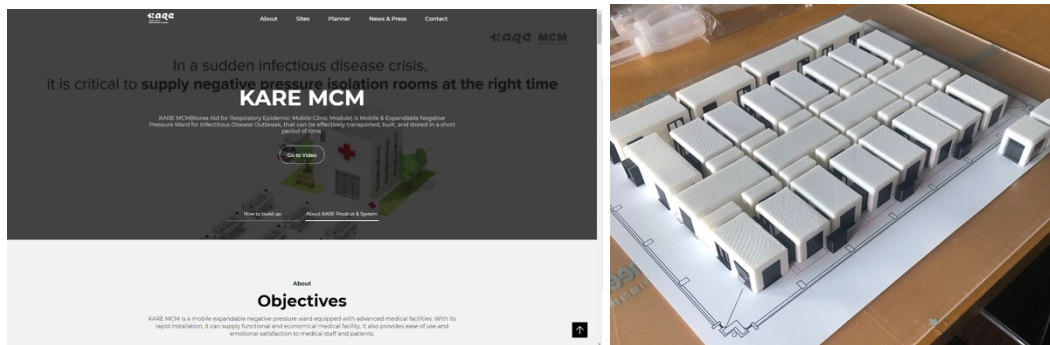 KARE
About Sites Planner News & Press Contact
KARE MCM
In a sudden infectious disease crisis,
it is critical to supply negative pressure isolation rooms at the right time
KARE MCM
KARE MCM(Korea Aid for Respiratory Epidemic: Mobile Clinic Module) is Mobile & Expandable Negative
Pressure Ward for Infectitious Disease Outbreak, that can be effectively transported, built, and stored in a short
period of time
Go to Video
How to build up About KARE Prodirct & System
About
Objectives
KARE MCM is a mobile expandable negative pressure ward equipped with advanced medical facilities. With its
rapid installation, it can supply functional and economical medical facility. It also provides ease of use and
emotional satisfaction to medical staff and patients.